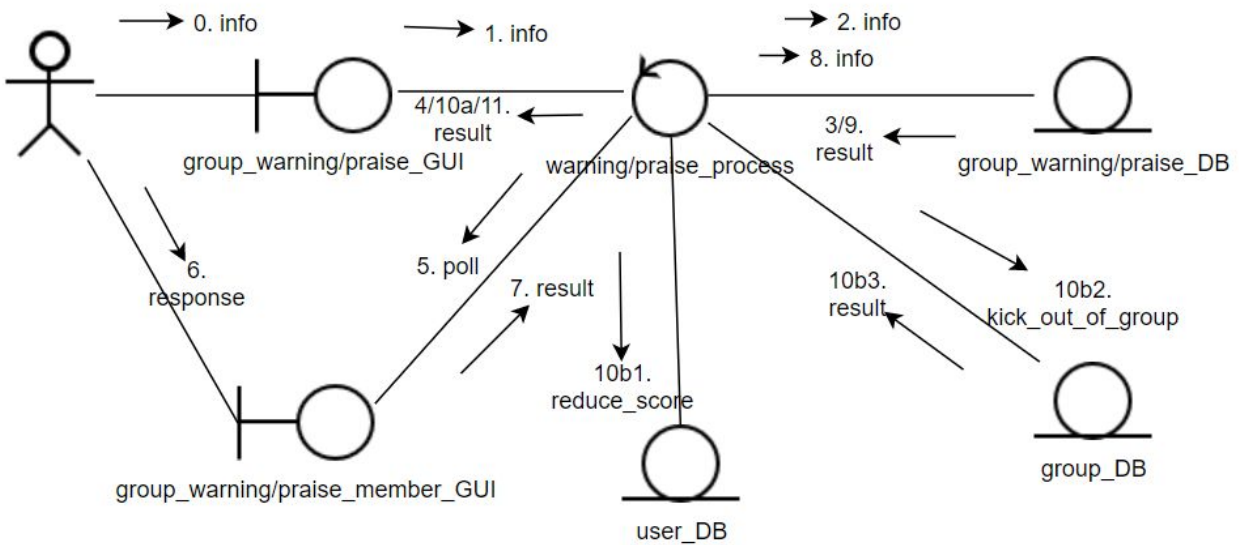 0. info
1. info
2. info
8. info
4/10a/11.
result
3/9.
result
group_warning/praise_GUI
warning/praise_process
group_warning/praise_DB
6.
response
5. poll
7. result
10b3.
result
10b2.
kick_out_of_group
10b1.
reduce_score
group_warning/praise_member_GUI
group_DB
user_DB